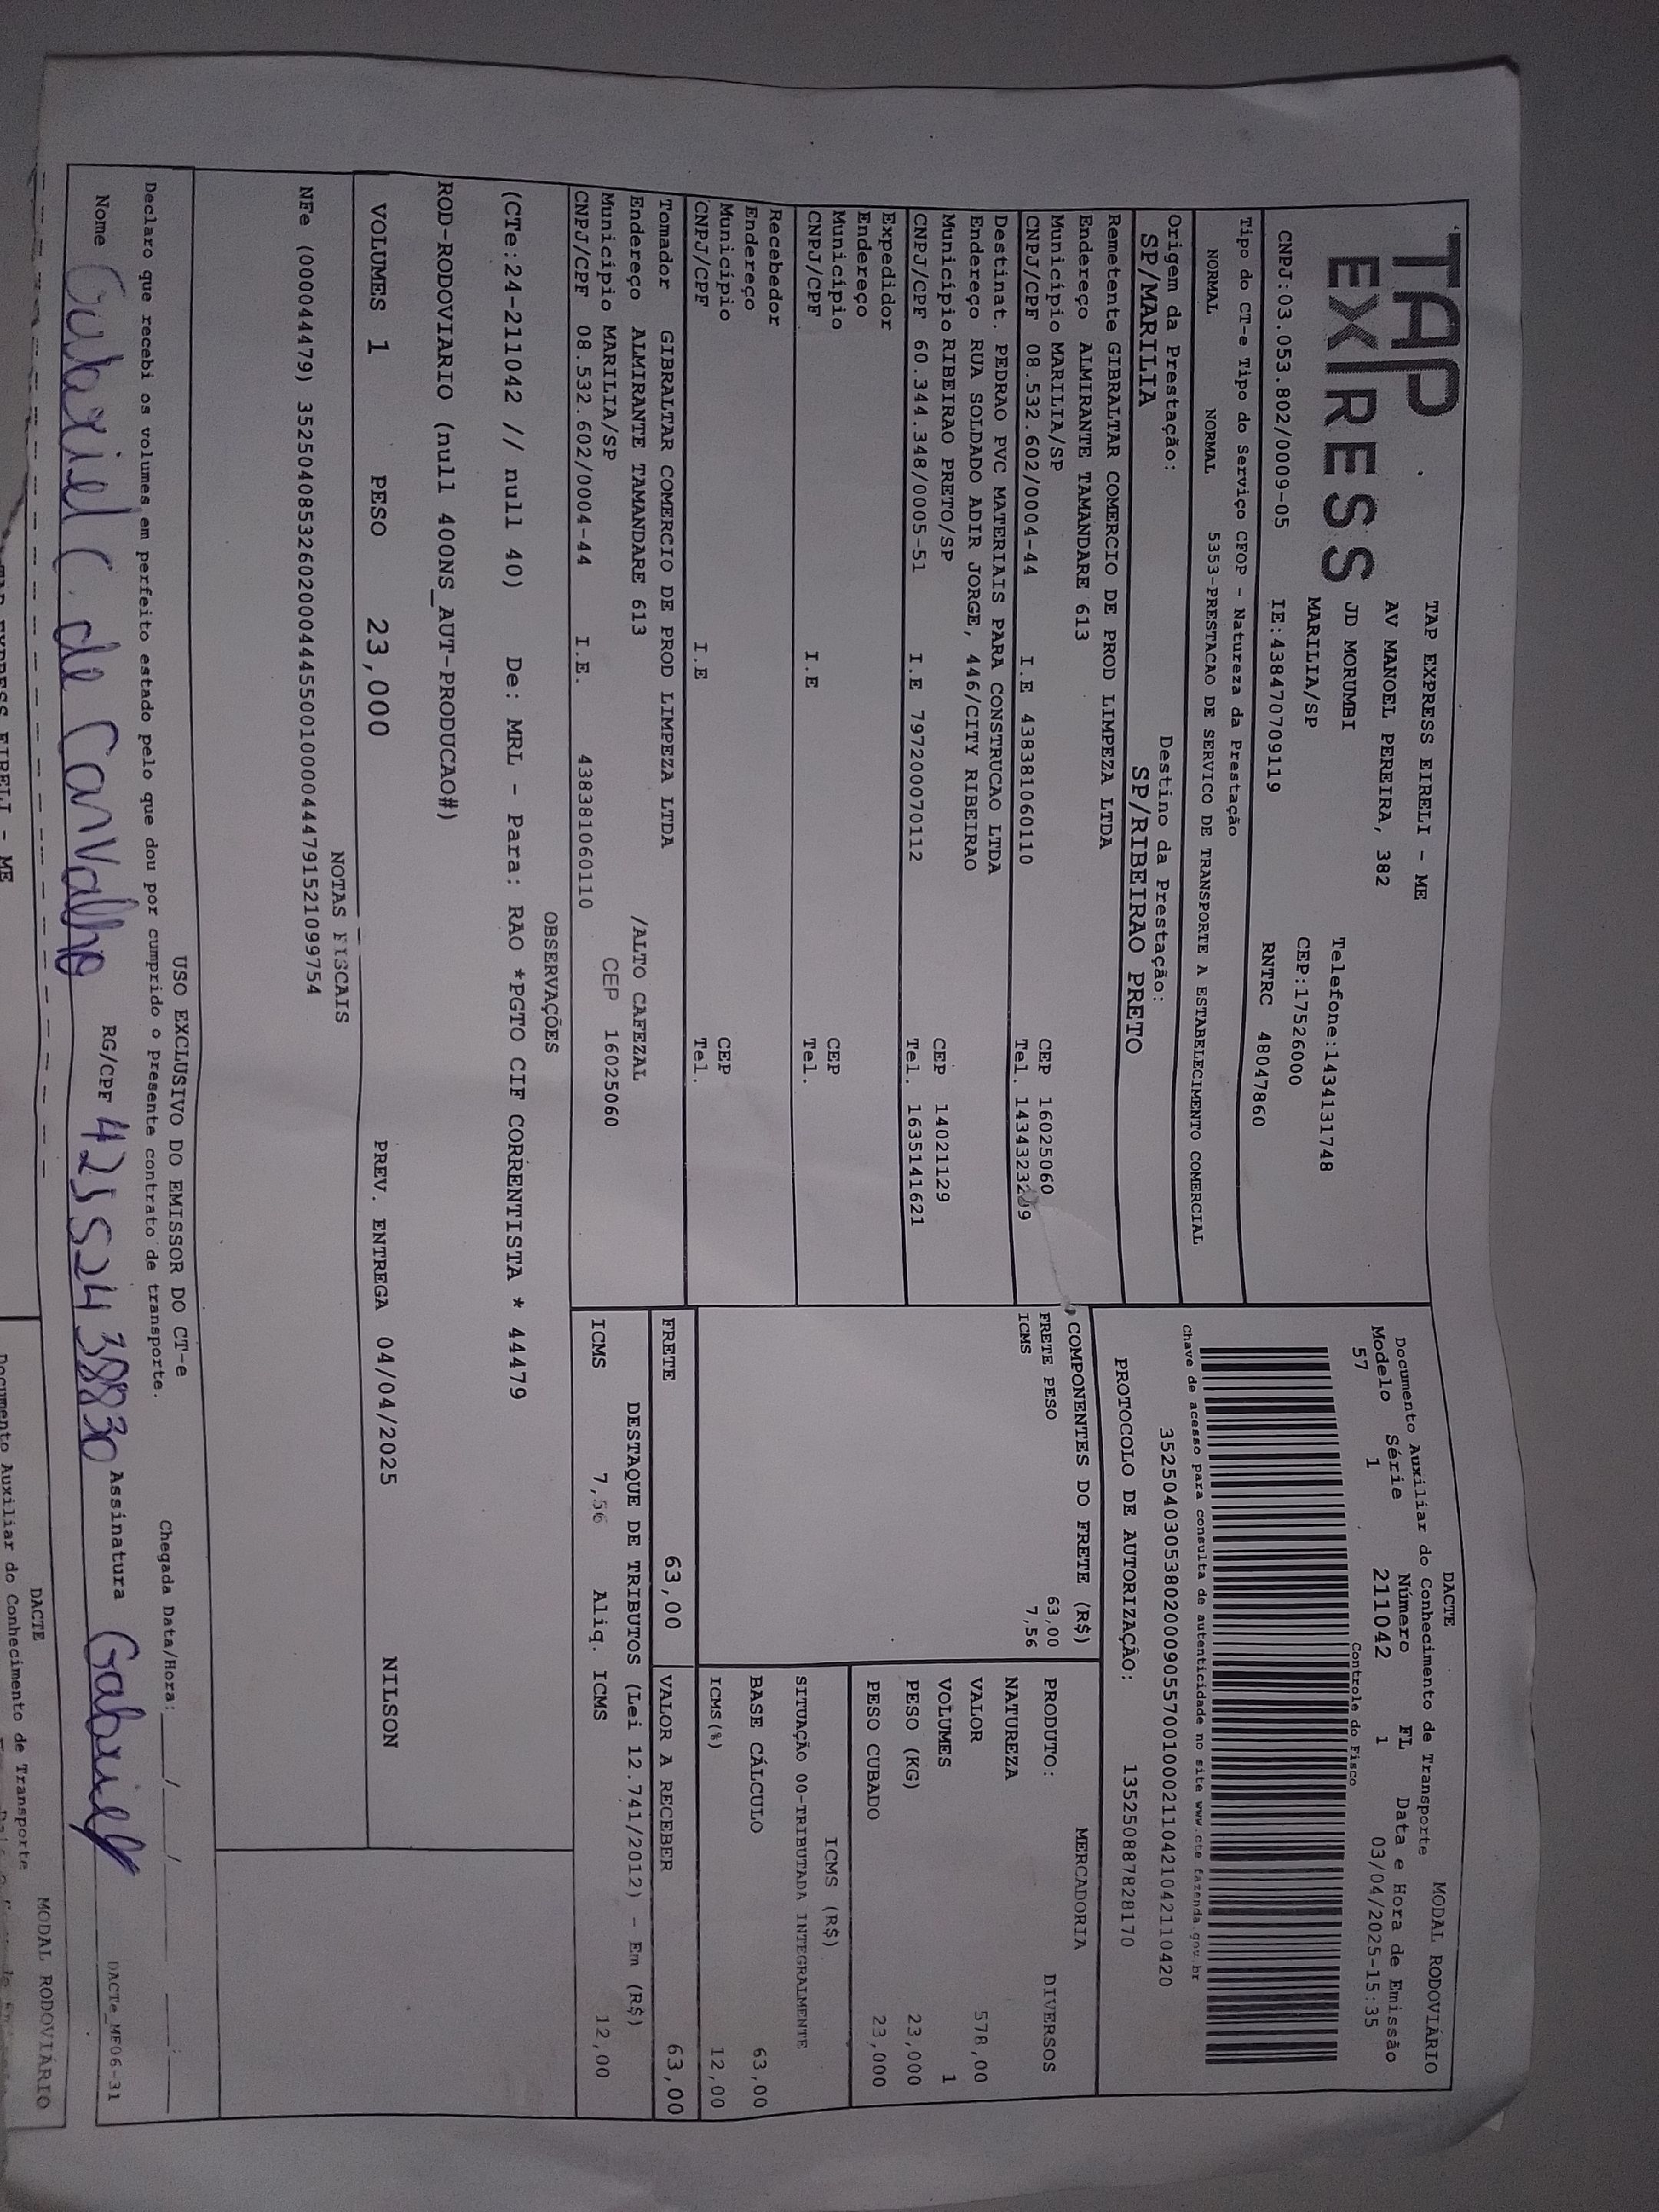 TAP EXPRESS
TAP EXPRESS EIRELI - ME
AV MANOEL PEREIRA, 382
JD MORUMBI
Telefone:1434131748
MARILIA/SP
CEP:17526000
CNPJ:03.053.802/0009-05 IE:438470709119 RNTRC 48047860
Tipo do CT-e Tipo do Serviço CFOP - Natureza da Prestação
NORMAL NORMAL 5353-PRESTACAO DE SERVICO DE TRANSPORTE A ESTABELECIMENTO COMERCIAL
Origem da Prestação: Destino da Prestação:
SP/MARILIA SP/RIBEIRAO PRETO
DACTE MODAL RODOVIÁRIO
Documento Auxiliar do Conhecimento de Transporte
Modelo Série Número FL Data e Hora de Emissão
57 1 211042 1 03/04/2025-15:35
Controle do Fisco
Chave de acesso para consulta de autenticidade no site www.cte fazenda.gov.br
PROTOCOLO DE AUTORIZAÇÃO: 135250887828170
Remetente GIBRALTAR COMERCIO DE PROD LIMPEZA LTDA
Endereço ALMIRANTE TAMANDARE 613
Município MARILIA/SP CEP 16025060
CNPJ/CPF 08.532.602/0004-44 I.E 438381060110 Tel.
Destinat. PEDRAO PVC MATERIAIS PARA CONSTRUCAO LTDA
Endereço RUA SOLDADO ADIR JORGE, 446/CITY RIBEIRAO
Município RIBEIRAO PRETO/SP CEP 14021129
CNPJ/CPF 60.344.348/0005-51 I.E 797200070112 Tel. 1635141621
Expedidor
Endereço
Município CEP
CNPJ/CPF I.E Tel.
Recebedor
Endereço
Município CEP
CNPJ/CPF I.E Tel.
Tomador GIBRALTAR COMERCIO DE PROD LIMPEZA LTDA
Endereço ALMIRANTE TAMANDARE 613 /ALTO CAFEZAL
Município MARILIA/SP CEP 16025060
CNPJ/CPF 08.532.602/0004-44 I.E. 438381060110
COMPONENTES DO FRETE (R$)
FRETE PESO 63,00
ICMS 7,56
MERCADORIA
PRODUTO: DIVERSOS
NATUREZA
VALOR 578,00
VOLUMES 1
PESO (KG) 23,000
PESO CUBADO 23,000
ICMS (R$)
SITUAÇÃO 00-TRIBUTADA INTEGRALMENTE
BASE CÁLCULO 63,00
ICMS(%) 12,00
FRETE 63,00 VALOR A RECEBER 63,00
DESTAQUE DE TRIBUTOS (Lei 12.741/2012) - Em (R$)
ICMS 7,56 Aliq. ICMS 12,00
OBSERVAÇÕES
(CTe:24-211042 // null 40) De: MRL - Para: RAO *PGTO CIF CORRENTISTA * 44479
ROD-RODOVIARIO (null 400NS_AUT-PRODUCAO#)
VOLUMES 1 PESO 23,000 PREV. ENTREGA 04/04/2025 NILSON
NOTAS FISCAIS
NFe (000044479)
USO EXCLUSIVO DO EMISSOR DO CT-e
Declaro que recebi os volumes em perfeito estado pelo que dou por cumprido o presente contrato de transporte. Chegada Data/Hora:____/____/____ ____:____
Nome Gabriel C. de Carvalho RG/CPF Assinatura Gabriel
DACTe_MF06-31
TAP EXPRESS EIRELI - ME
DACTE MODAL RODOVIÁRIO
Documento Auxiliar do Conhecimento de Transporte